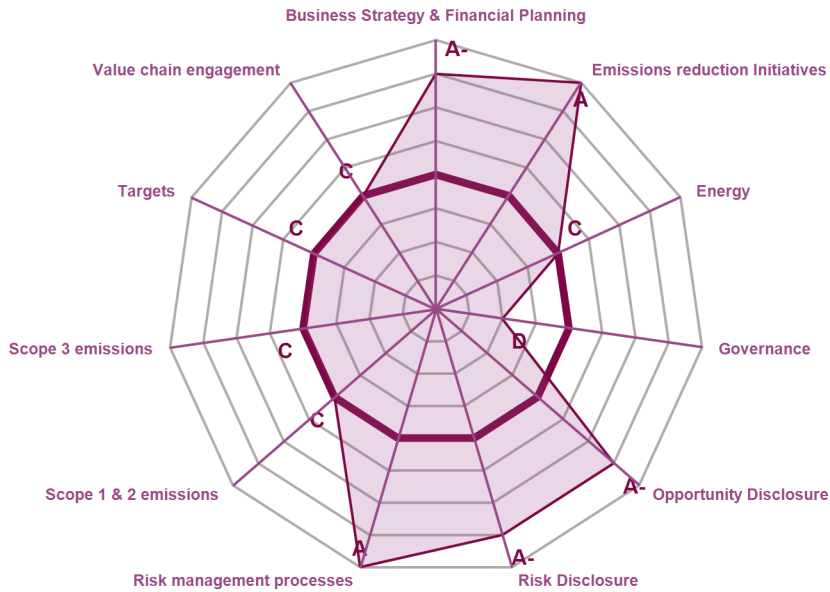 Business Strategy & Financial Planning
A-
Value chain engagement
Emissions reduction Initiatives
A
C
Targets
Energy
C
C
Scope 3 emissions
Governance
C
D
C
Scope 1 & 2 emissions
A-
Opportunity Disclosure
A
A-
Risk management processes
Risk Disclosure